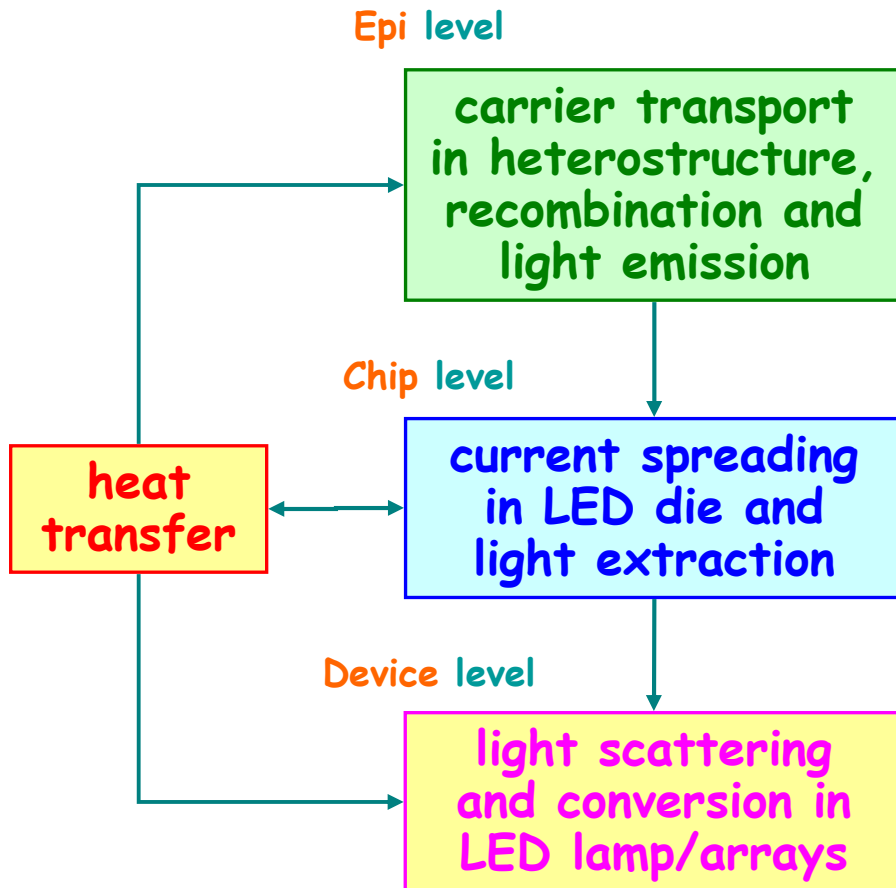 Epi level
carrier transport
in heterostructure,
recombination and
light emission
Chip level
heat
transfer
current spreading
in LED die and
light extraction
Device level
light scattering
and conversion in
LED lamp/arrays